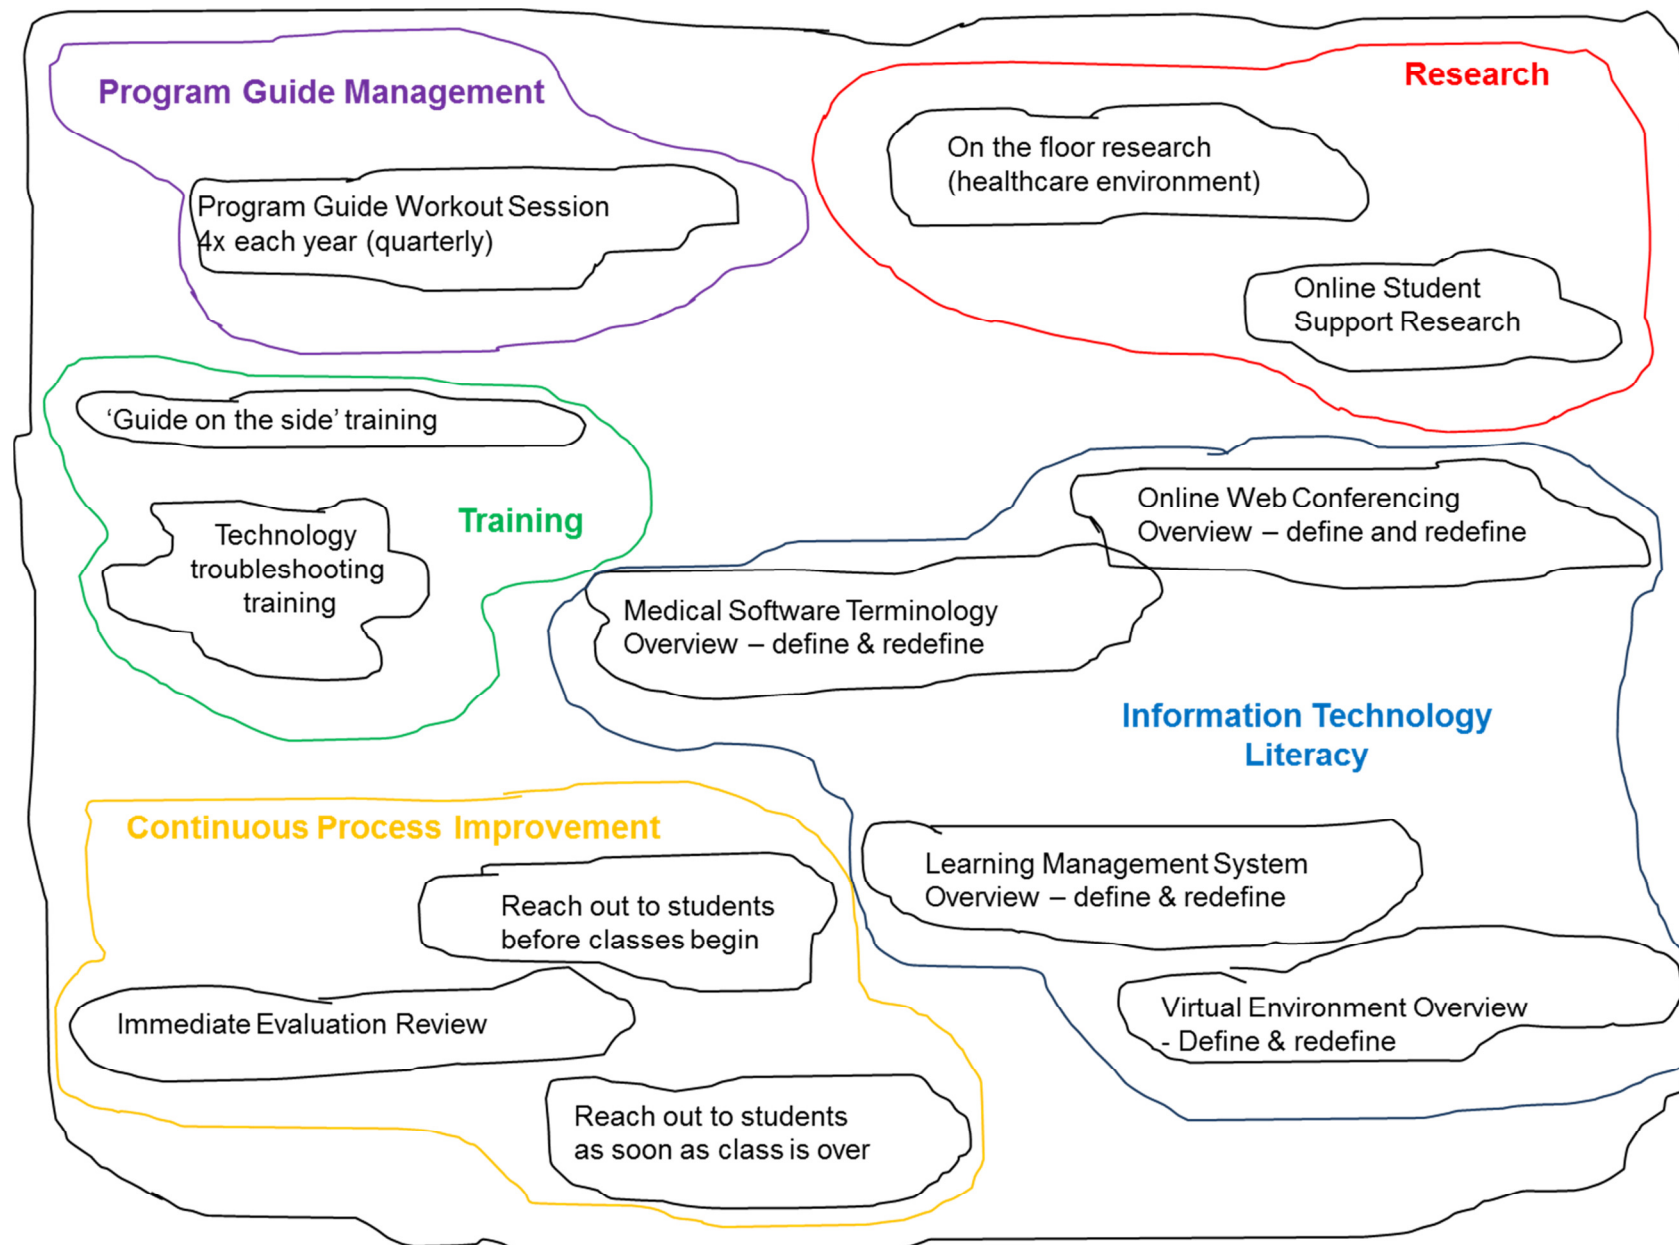 Program Guide Management
Program Guide Workout Session
4x each year (quarterly)
Research
On the floor research
(healthcare environment)
Online Student
Support Research
‘Guide on the side’ training
Technology
troubleshooting
training
Training
Online Web Conferencing
Overview – define and redefine
Medical Software Terminology
Overview – define & redefine
Information Technology
Literacy
Learning Management System
Overview – define & redefine
Virtual Environment Overview
- Define & redefine
Continuous Process Improvement
Reach out to students
before classes begin
Immediate Evaluation Review
Reach out to students
as soon as class is over